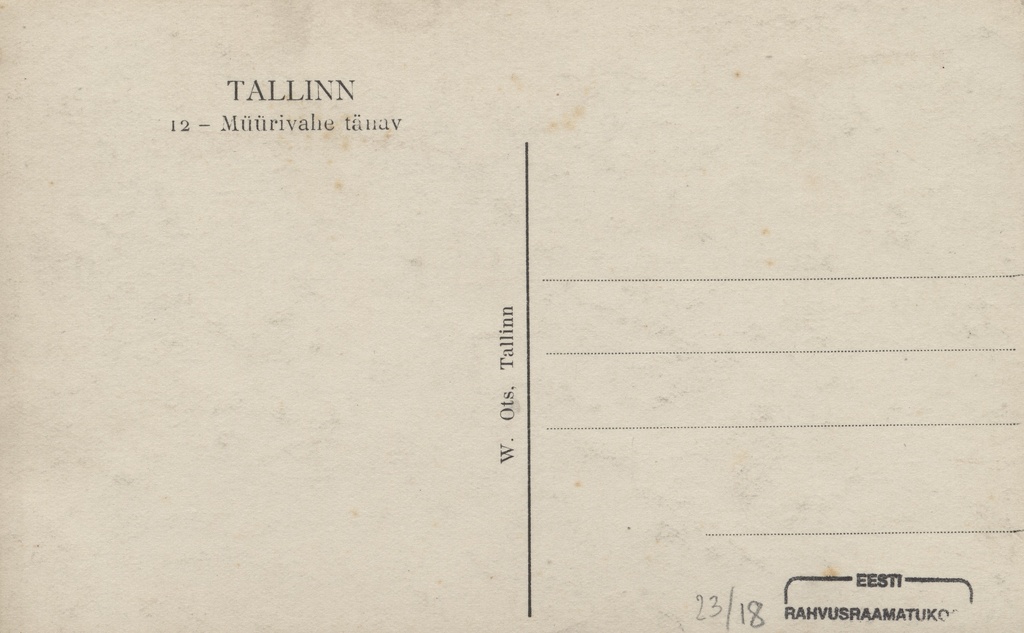 TALLINN
12 – Müürivahe tänav
W. Ots, Tallinn
23/18
EESTI
RAHVUSRAAMATUKO